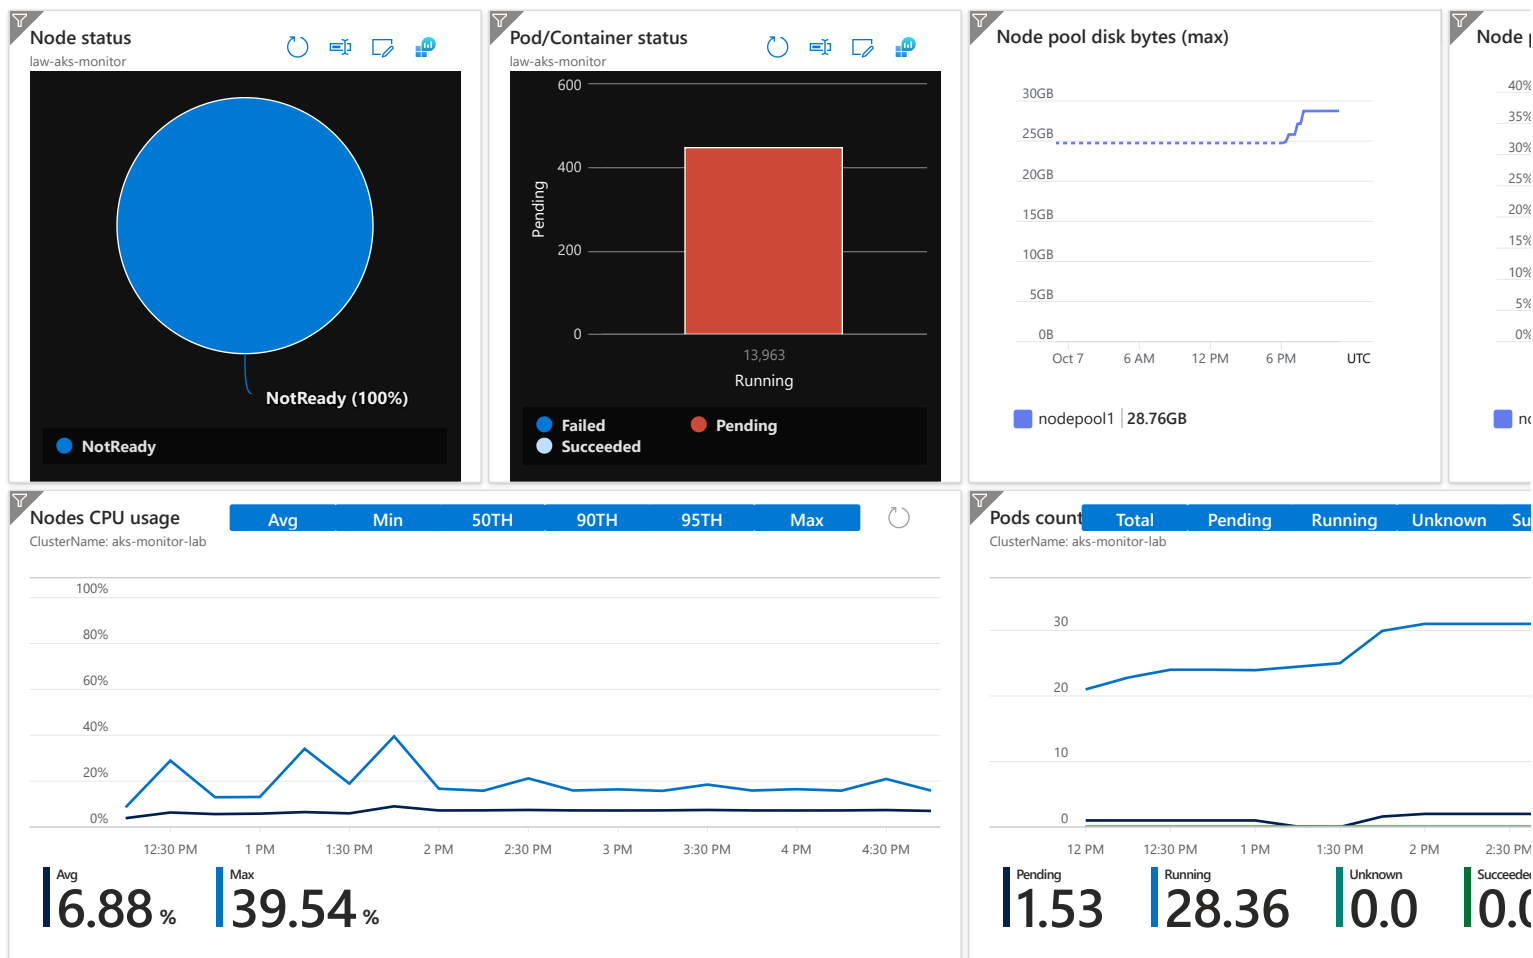 Node status
law-aks-monitor
NotReady (100%)
NotReady
Pod/Container status
law-aks-monitor
600
400
200
0
Pending
13,963
Running
Failed
Pending
Succeeded
Node pool disk bytes (max)
30GB
25GB
20GB
15GB
10GB
5GB
0B
Oct 7 6 AM 12 PM 6 PM UTC
nodepool1 28.76GB
Node
40%
35%
30%
25%
20%
15%
10%
5%
0%
Nodes CPU usage
ClusterName: aks-monitor-lab
Avg Min 50TH 90TH 95TH Max
100%
80%
60%
40%
20%
0%
12:30 PM 1 PM 1:30 PM 2 PM 2:30 PM 3 PM 3:30 PM 4 PM 4:30 PM
Avg
6.88 %
Max
39.54 %
Pods count
ClusterName: aks-monitor-lab
Total Pending Running Unknown Su
30
20
10
0
12 PM 12:30 PM 1 PM 1:30 PM 2 PM 2:30 PM
Pending
1.53
Running
28.36
Unknown
0.0
Succeeded
0.0